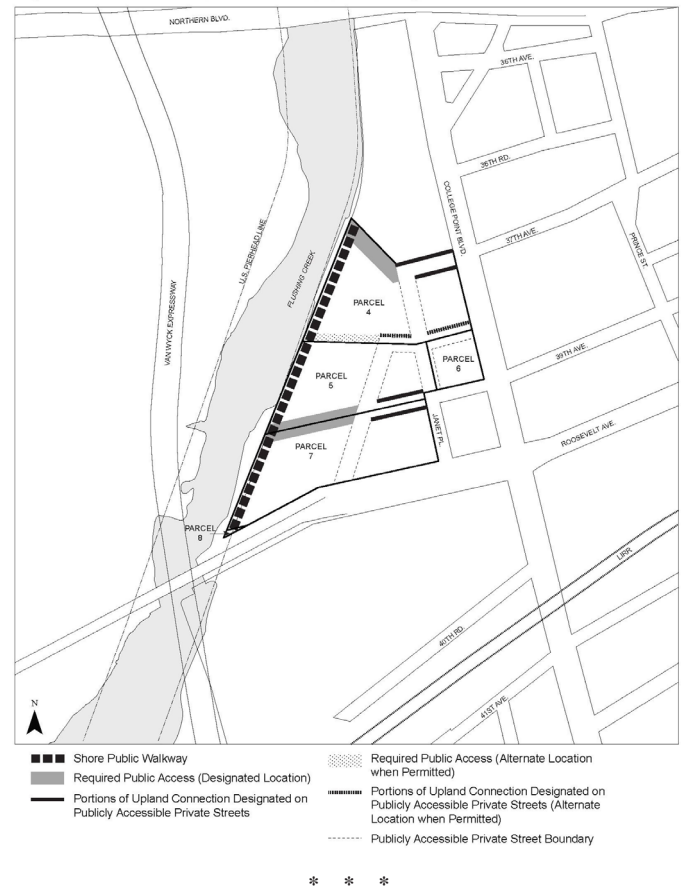 NORTHERN BLVD.
36TH AVE.
36TH RD.
COLLEGE POINT BLVD.
37TH AVE.
PRINCE ST.
U.S. PIERHEAD LINE
FLUSHING CREEK
VAN WYCK EXPRESSWAY
PARCEL
4
39TH AVE.
PARCEL
6
PARCEL
5
JANET PL.
ROOSEVELT AVE.
PARCEL
7
PARCEL
8
LIRR
40TH RD.
41ST AVE.
N
Shore Public Walkway
Required Public Access (Designated Location)
Portions of Upland Connection Designated on
Publicly Accessible Private Streets
Required Public Access (Alternate Location
when Permitted)
Portions of Upland Connection Designated on
Publicly Accessible Private Streets (Alternate
Location when Permitted)
Publicly Accessible Private Street Boundary
* * *